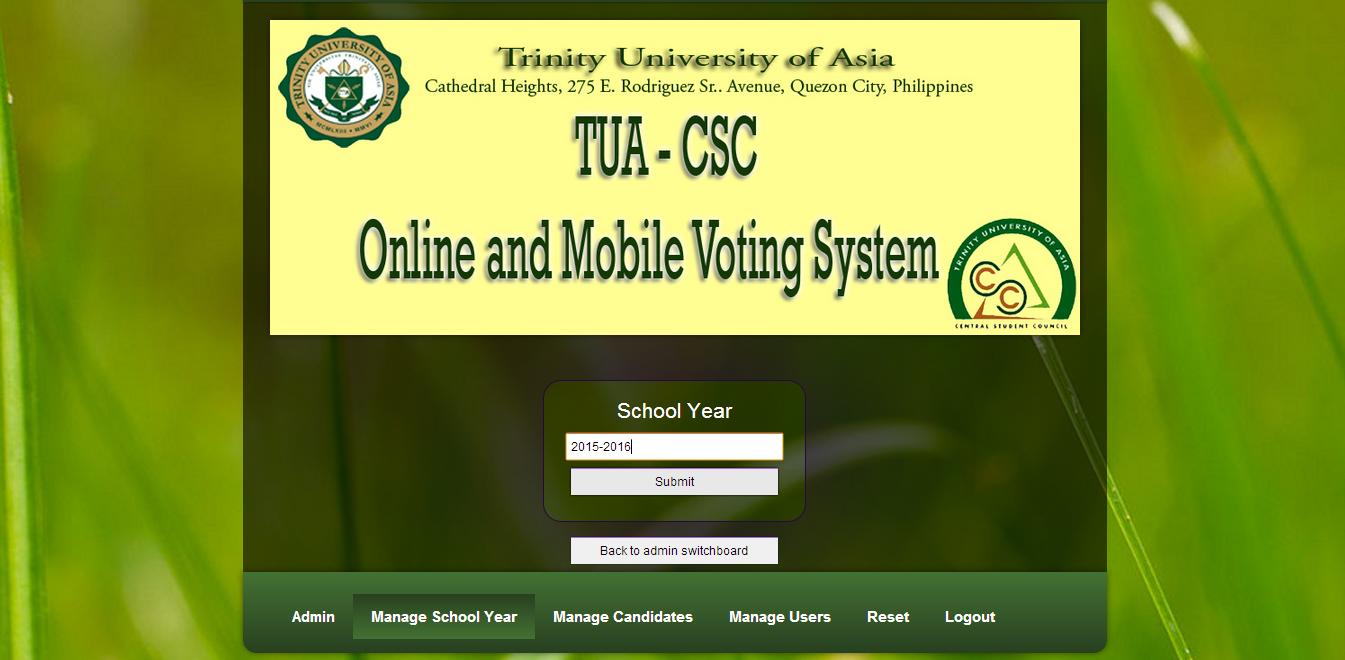 TRINITY UNIVERSITY OF ASIA
MCMLXIII • MMVI
Trinity University of Asia
Cathedral Heights, 275 E. Rodriguez Sr.. Avenue, Quezon City, Philippines
TUA - CSC
Online and Mobile Voting System
TRINITY UNIVERSITY OF ASIA
CSC
CENTRAL STUDENT COUNCIL
School Year
2015-2016
Submit
Back to admin switchboard
Admin Manage School Year Manage Candidates Manage Users Reset Logout